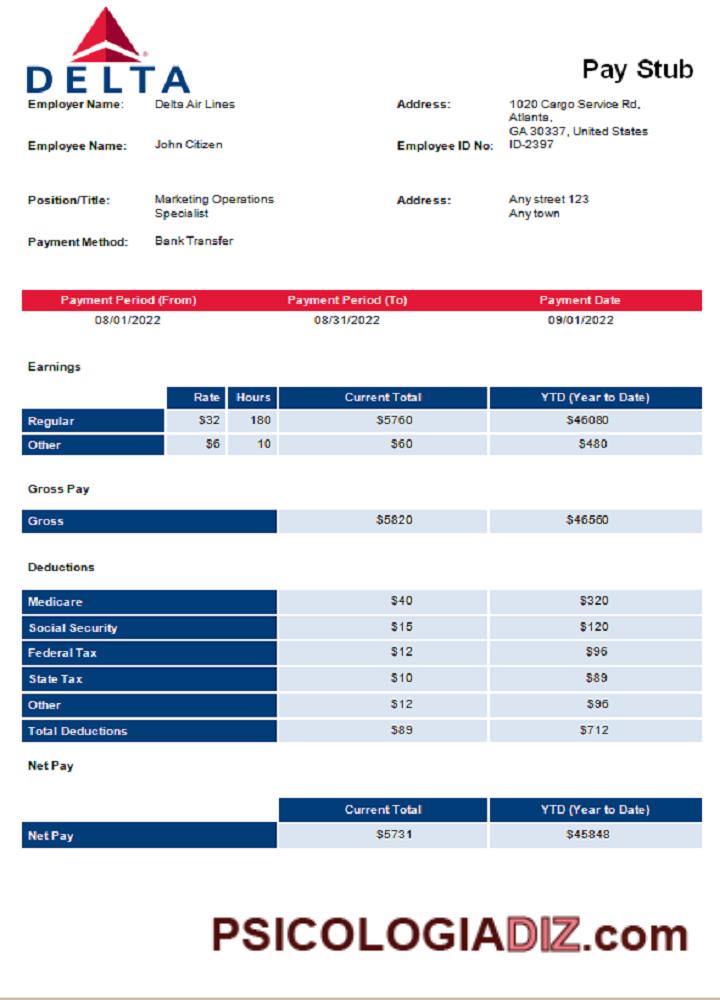 DELTA
Pay Stub
Employer Name: Delta Air Lines Address: 1020 Cargo Service Rd,
Atlanta,
GA 30337, United States
Employee Name: John Citizen Employee ID No: ID-2397
Position/Title: Marketing Operations Address: Any street 123
Specialist Any town
Payment Method: Bank Transfer
Payment Period (From) Payment Period (To) Payment Date
08/01/2022 08/31/2022 09/01/2022
Earnings
Rate Hours Current Total YTD (Year to Date)
Regular $32 180 $5760 $46080
Other $6 10 $60 $480
Gross Pay
Gross $5820 $46560
Deductions
Medicare $40 $320
Social Security $15 $120
Federal Tax $12 $96
State Tax $10 $89
Other $12 $96
Total Deductions $89 $712
Net Pay
Current Total YTD (Year to Date)
Net Pay $5731 $45848
PSICOLOGIADIZ.com